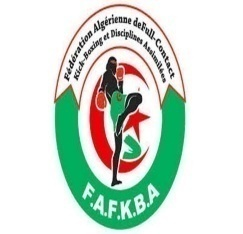 Fédération Algérienne deFull-Contact
Kick-Boxing et Disciplines Assimilées
F.A.F.K.B.A